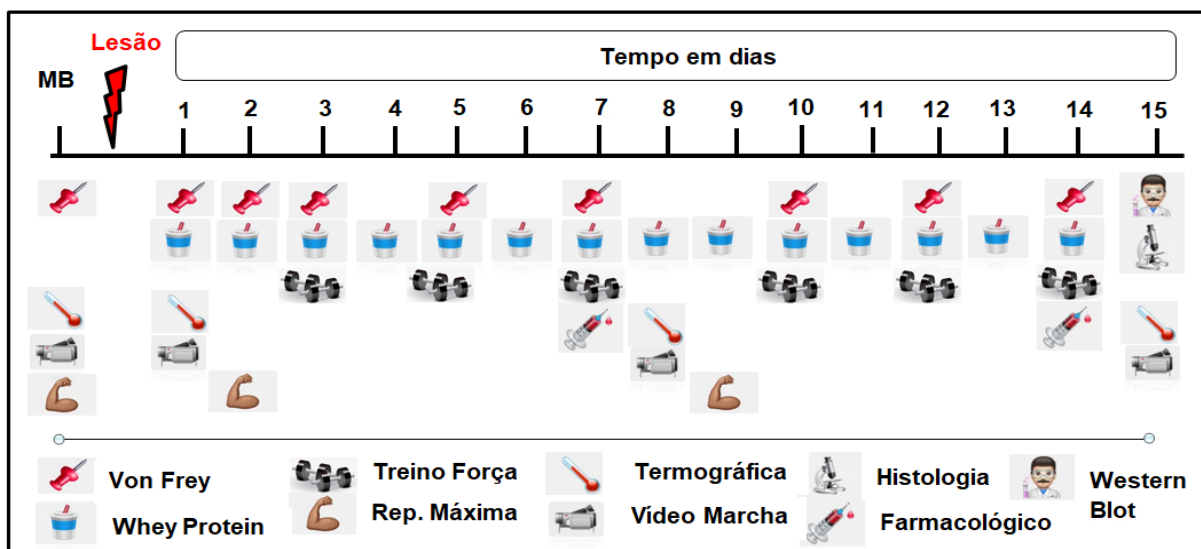 Lesão
Tempo em dias
MB
1 2 3 4 5 6 7 8 9 10 11 12 13 14 15
Von Frey
Treino Força
Termográfica
Histologia
Western
Blot
Whey Protein
Rep. Máxima
Vídeo Marcha
Farmacológico